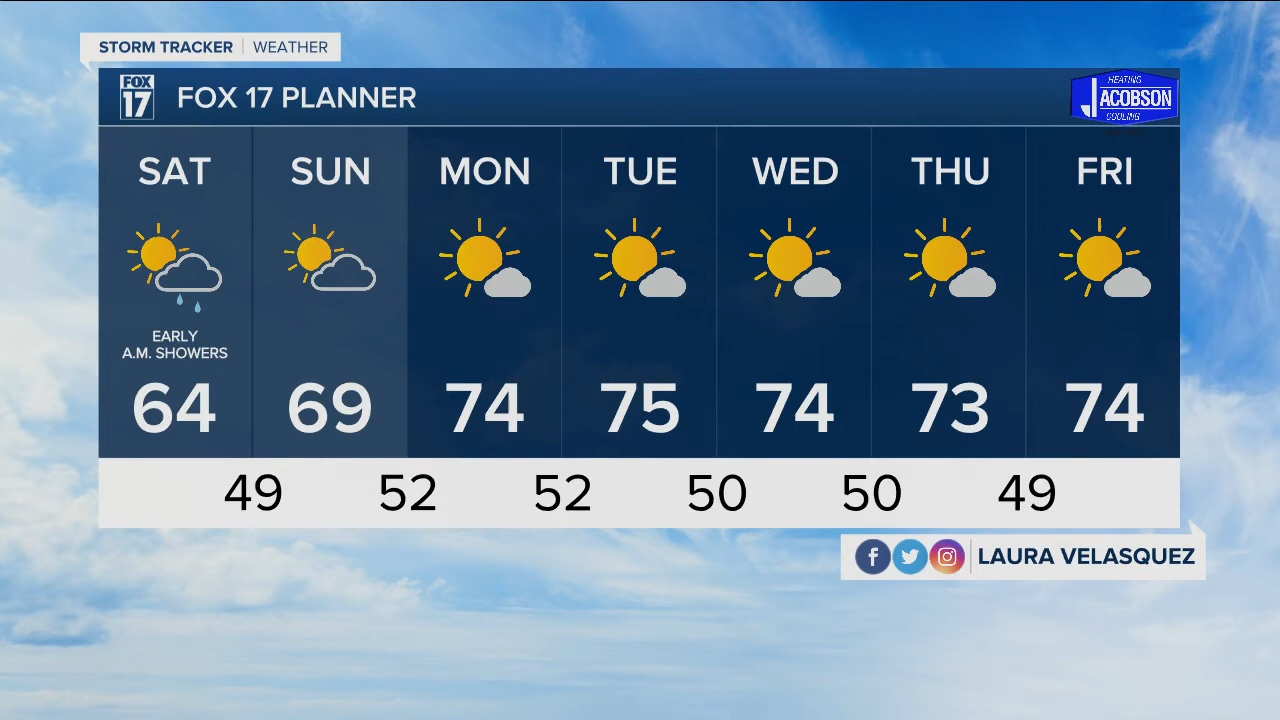 STORM TRACKER | WEATHER
FOX
17
FOX 17 PLANNER
HEATING
JACOBSON
COOLING
SAT SUN MON TUE WED THU FRI
EARLY
A.M. SHOWERS
64 69 74 75 74 73 74
49 52 52 50 50 49
f LAURA VELASQUEZ